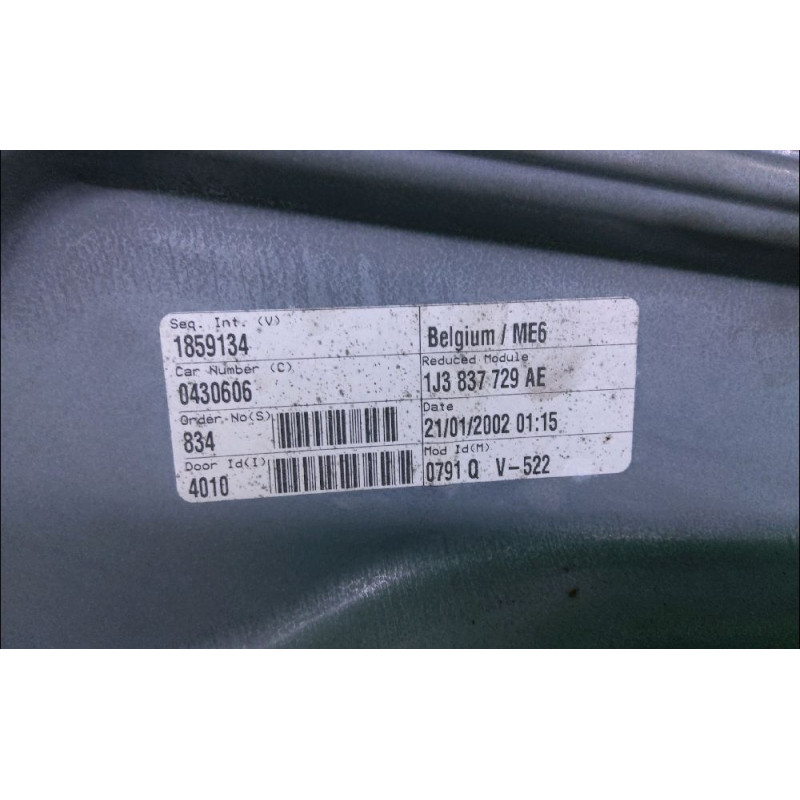 Seq. Int. (V)
1859134
Car Number (C)
0430606
Order No(S)
834
Door Id(I)
4010
Belgium / ME6
Reduced Module
1J3 837 729 AE
Date
21/01/2002 01:15
Mod Id(M)
0791 Q V-522